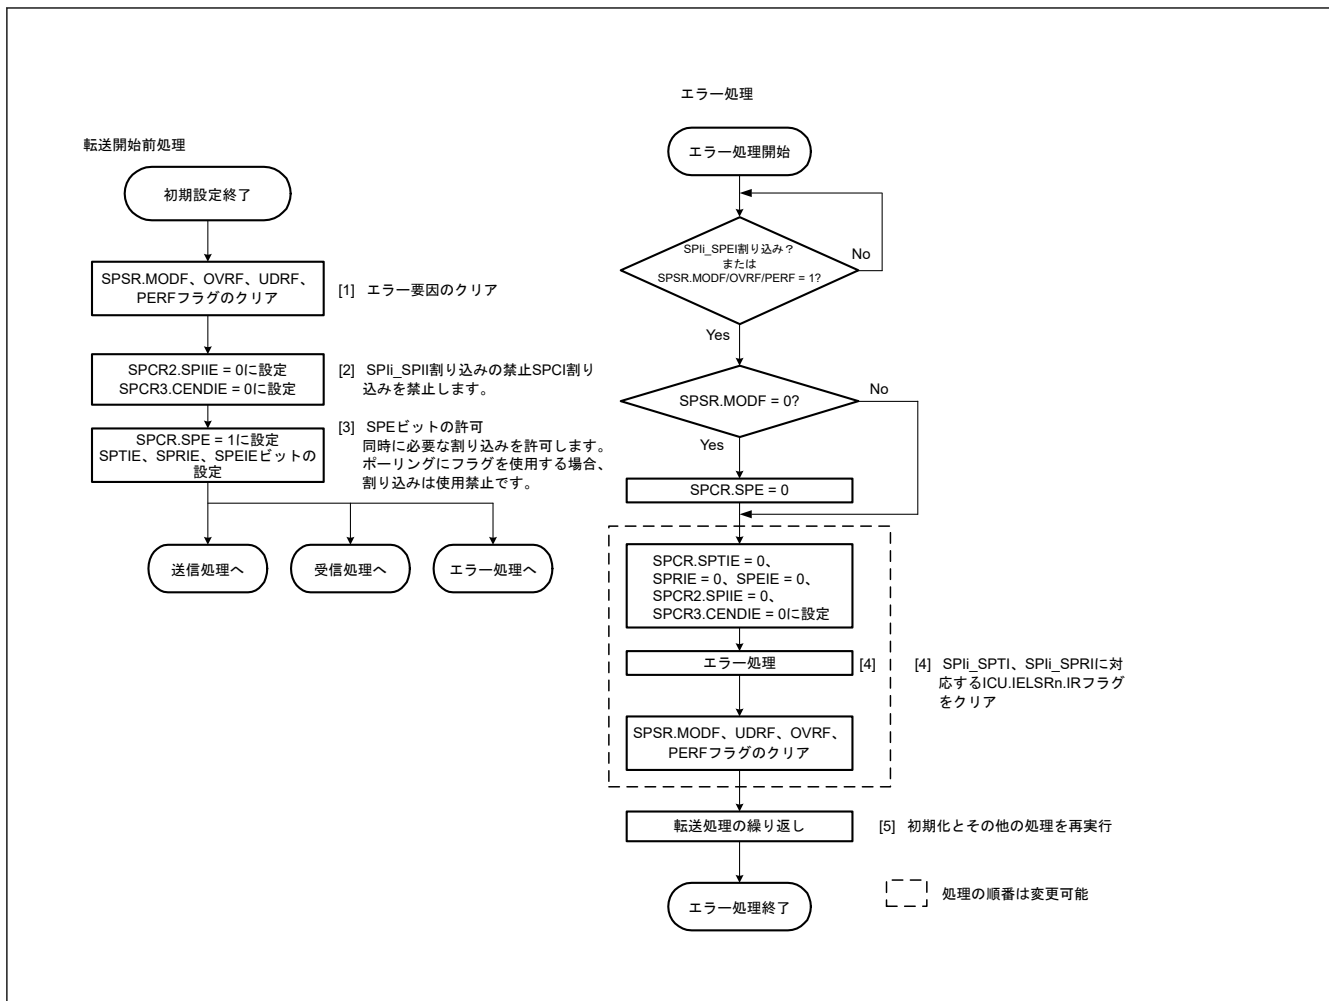 転送開始前処理
初期設定終了
SPSR.MODF、OVRF、UDRF、
PERFフラグのクリア
[1] エラー要因のクリア
SPCR2.SPIIE = 0に設定
SPCR3.CENDIE = 0に設定
[2] SPIi_SPII割り込みの禁止SPCI割り
込みを禁止します。
SPCR.SPE = 1に設定
SPTIE、SPRIE、SPEIEビットの
設定
[3] SPEビットの許可
同時に必要な割り込みを許可します。
ポーリングにフラグを使用する場合、
割り込みは使用禁止です。
送信処理へ
受信処理へ
エラー処理へ
エラー処理
エラー処理開始
SPIi_SPEI割り込み？
または
SPSR.MODF/OVRF/PERF = 1?
No
Yes
SPSR.MODF = 0?
No
Yes
SPCR.SPE = 0
SPCR.SPTIE = 0、
SPRIE = 0、SPEIE = 0、
SPCR2.SPIIE = 0、
SPCR3.CENDIE = 0に設定
エラー処理
[4]
[4] SPIi_SPTI、SPIi_SPRIに対
応するICU.IELSRn.IRフラグ
をクリア
SPSR.MODF、UDRF、OVRF、
PERFフラグのクリア
転送処理の繰り返し
[5] 初期化とその他の処理を再実行
エラー処理終了
処理の順番は変更可能